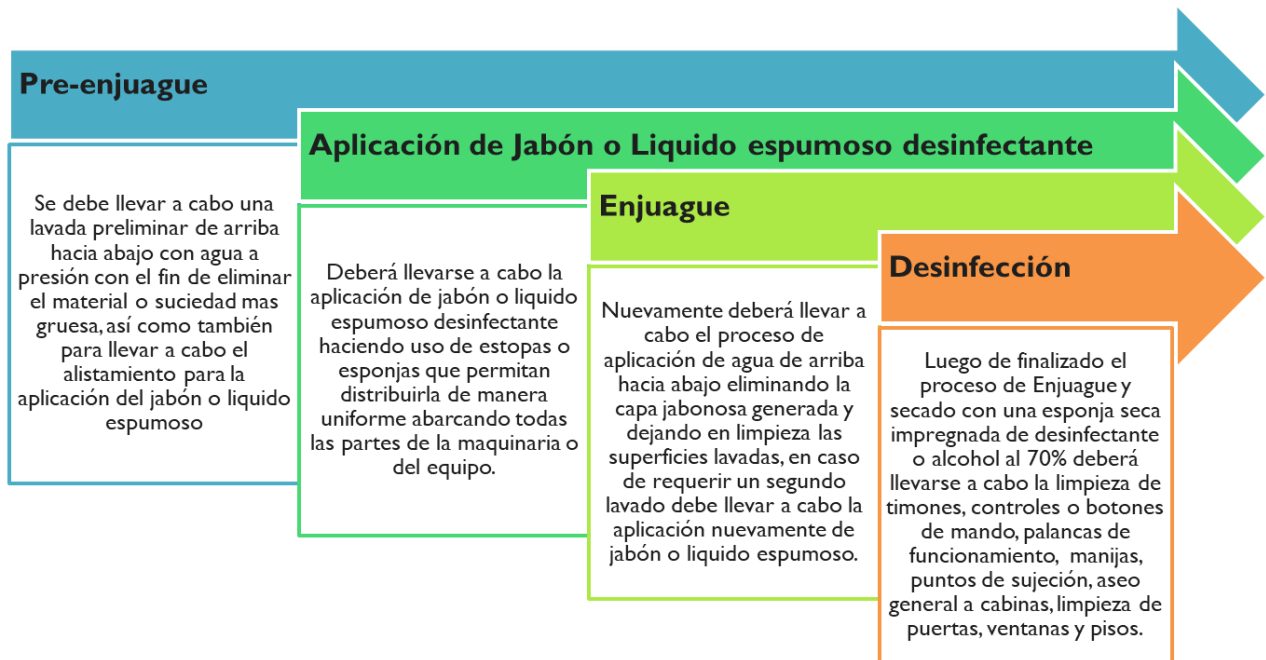 Pre-enjuague
Se debe llevar a cabo una
lavada preliminar de arriba
hacia abajo con agua a
presión con el fin de eliminar
el material o suciedad mas
gruesa, así como también
para llevar a cabo el
alistamiento para la
aplicación del jabón o liquido
espumoso
Aplicación de Jabón o Liquido espumoso desinfectante
Deberá llevarse a cabo la
aplicación de jabón o liquido
espumoso desinfectante
haciendo uso de estopas o
esponjas que permitan
distribuirla de manera
uniforme abarcando todas
las partes de la maquinaria o
del equipo.
Enjuague
Nuevamente deberá llevar a
cabo el proceso de
aplicación de agua de arriba
hacia abajo eliminando la
capa jabonosa generada y
dejando en limpieza las
superficies lavadas, en caso
de requerir un segundo
lavado debe llevar a cabo la
aplicación nuevamente de
jabón o liquido espumoso.
Desinfección
Luego de finalizado el
proceso de Enjuague y
secado con una esponja seca
impregnada de desinfectante
o alcohol al 70% deberá
llevarse a cabo la limpieza de
timones, controles o botones
de mando, palancas de
funcionamiento, manijas,
puntos de sujeción, aseo
general a cabinas, limpieza de
puertas, ventanas y pisos.